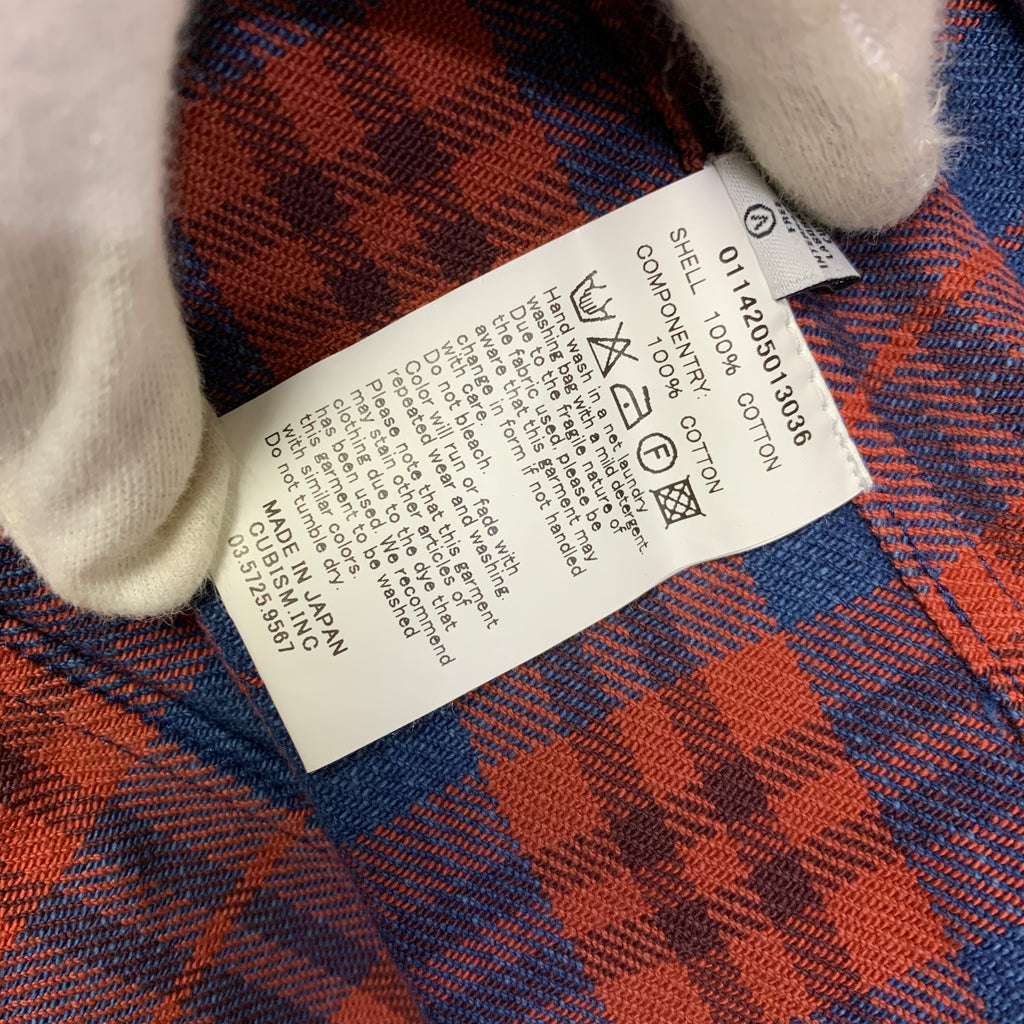 0114205013036
SHELL 100% COTTON
COMPONENTRY:
100% COTTON
Hand wash in a net laundry
washing bag with a mild detergent.
Due to the fragile nature of
the fabric used please be
aware that this garment may
change in form if not handled
with care.
Do not bleach.
Color will run or fade with
repeated wear and washing
Please note that this garment
may stain other articles of
clothing due to the dye that
has been used. We recommend
this garment to be washed
with similar colors.
Do not tumble dry.
MADE IN JAPAN
CUBISM.INC
03.5725.9567